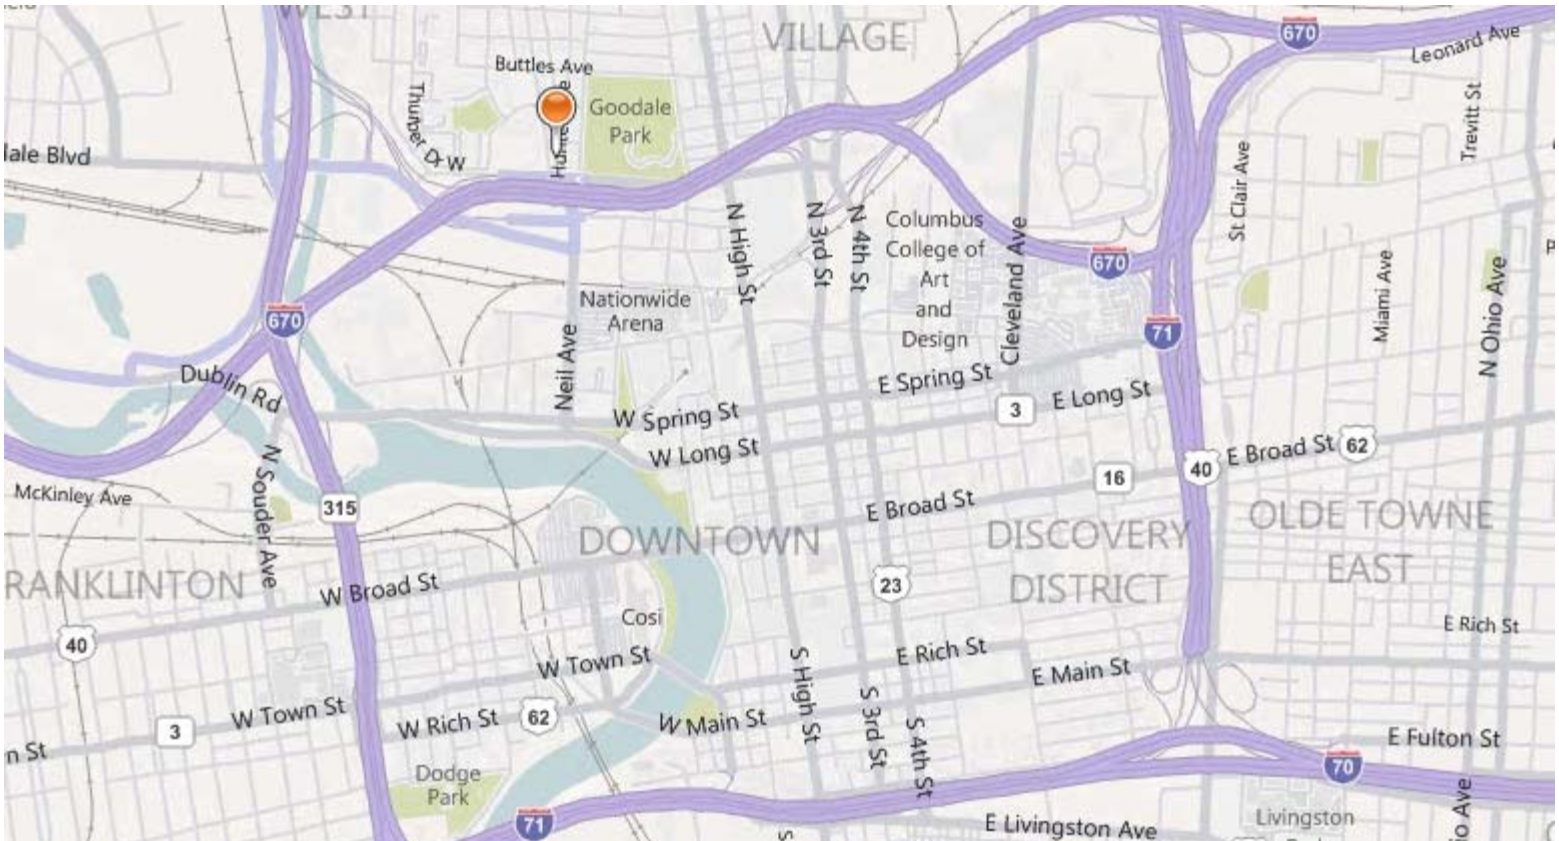 WEST
VILLAGE
670
Leonard Ave
Buttles Ave
Thurber Dr W
Goodale
Park
Trevitt St
St Clair Ave
N High St
N 3rd St
N 4th St
Columbus
College of
Art
and
Design
Cleveland Ave
670
Miami Ave
N Ohio Ave
Nationwide
Arena
670
71
Neil Ave
Dublin Rd
E Spring St
W Spring St
3
E Long St
W Long St
E Broad St
62
40
16
N Souder Ave
McKinley Ave
315
E Broad St
DOWNTOWN
DISCOVERY
DISTRICT
OLDE TOWNE
EAST
RANKLINTON
W Broad St
23
Cosi
40
E Rich St
E Rich St
W Town St
E Main St
S High St
S 3rd St
S 4th St
W Town St
3
W Rich St
62
W Main St
E Fulton St
n St
70
Dodge
Park
71
E Livingston Ave
Livingston
io Ave
S